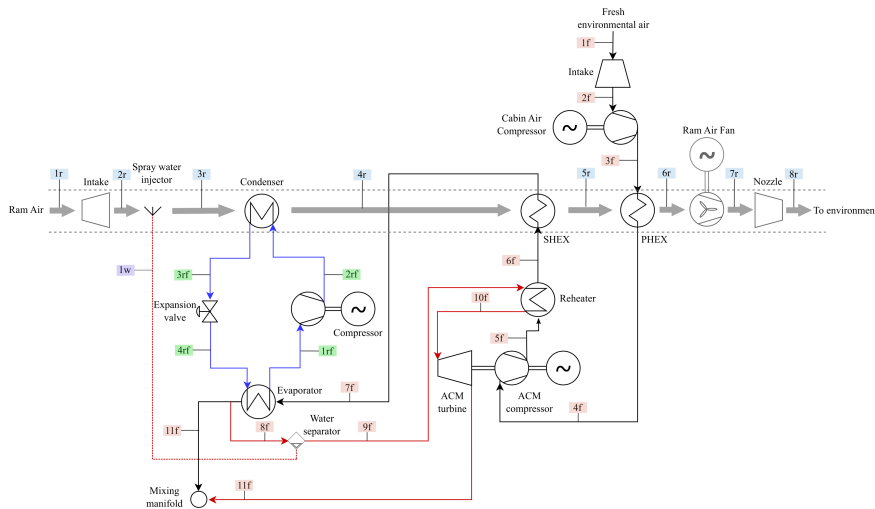 Fresh
environmental air
1f
Intake
2f
Cabin Air
Compressor
Ram Air Fan
3f
1r
Intake
2r
Spray water
injector
3r
Condenser
4r
5r
6r
7r
Nozzle
8r
Ram Air
To environmen
SHEX
PHEX
1w
3rf
2rf
6f
Expansion
valve
10f
Reheater
Compressor
5f
4rf
1rf
Evaporator
7f
ACM
turbine
ACM
compressor
4f
11f
8f
Water
separator
9f
Mixing
manifold
11f